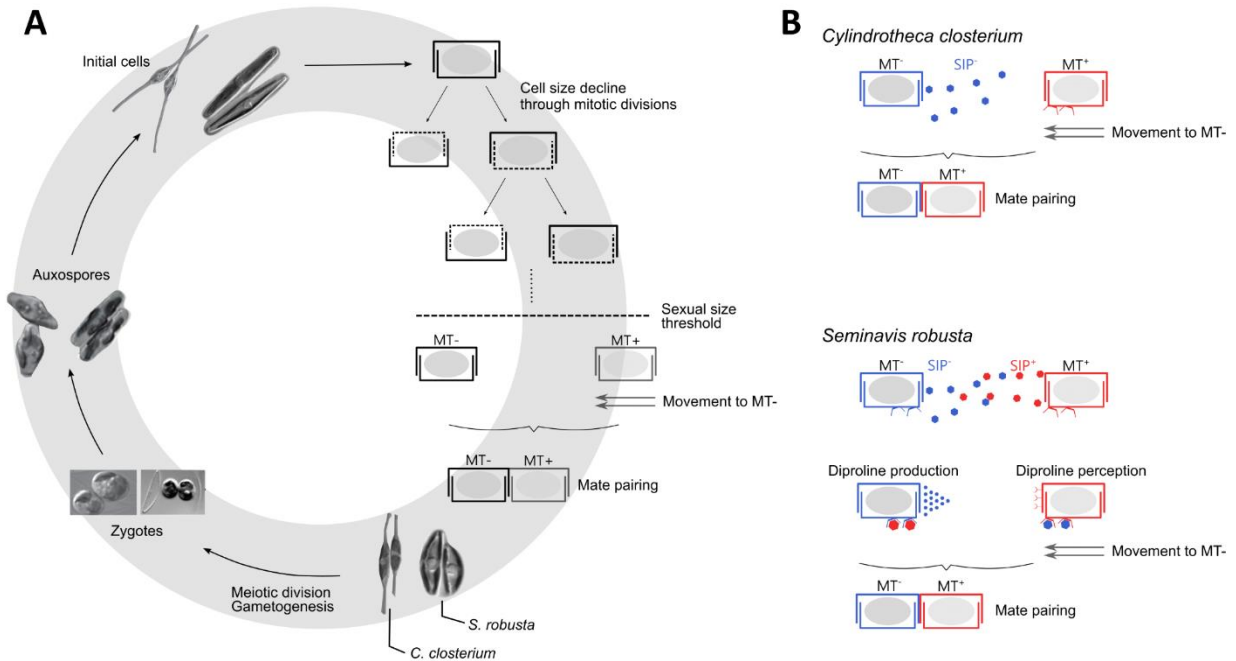 A
Initial cells
Cell size decline
through mitotic divisions
Auxospores
Sexual size
threshold
MT-
MT+
Movement to MT-
MT-
MT+
Mate pairing
Zygotes
Meiotic division
Gametogenesis
S. robusta
C. closterium
B
Cylindrotheca closterium
MT⁻
SIP⁻
MT⁺
Movement to MT-
MT⁻
MT⁺
Mate pairing
Seminavis robusta
MT⁻
SIP⁻
SIP⁺
MT⁺
Diproline production
Diproline perception
Movement to MT-
MT⁻
MT⁺
Mate pairing